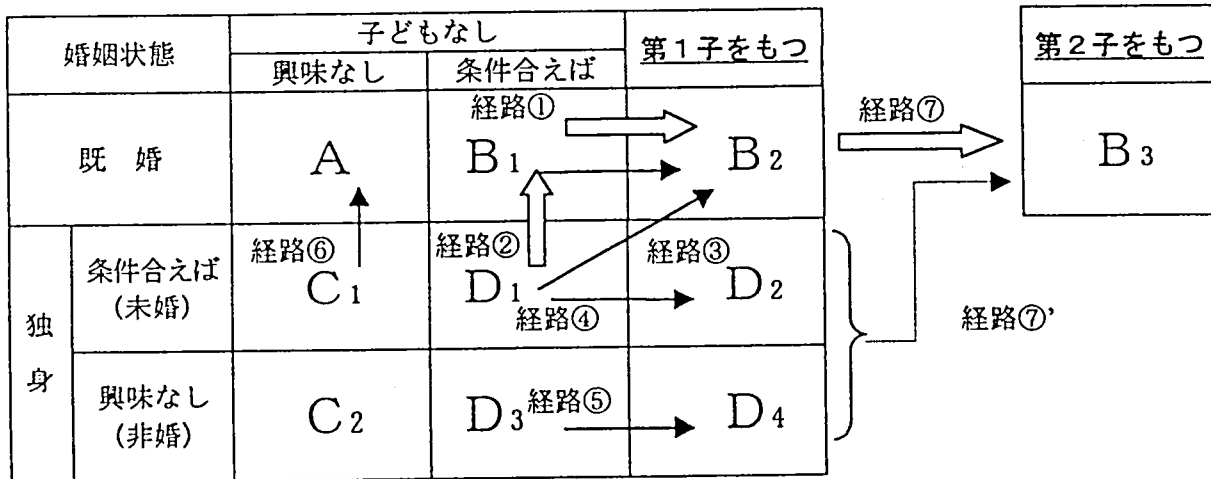 婚姻状態
子どもなし
興味なし
条件合えば
第1子をもつ
第2子をもつ
既 婚
A
経路①
B1
B2
経路⑦
B3
独身
条件合えば
(未婚)
経路⑥
C1
経路②
D1
経路④
経路③
D2
経路⑦’
興味なし
(非婚)
C2
D3
経路⑤
D4